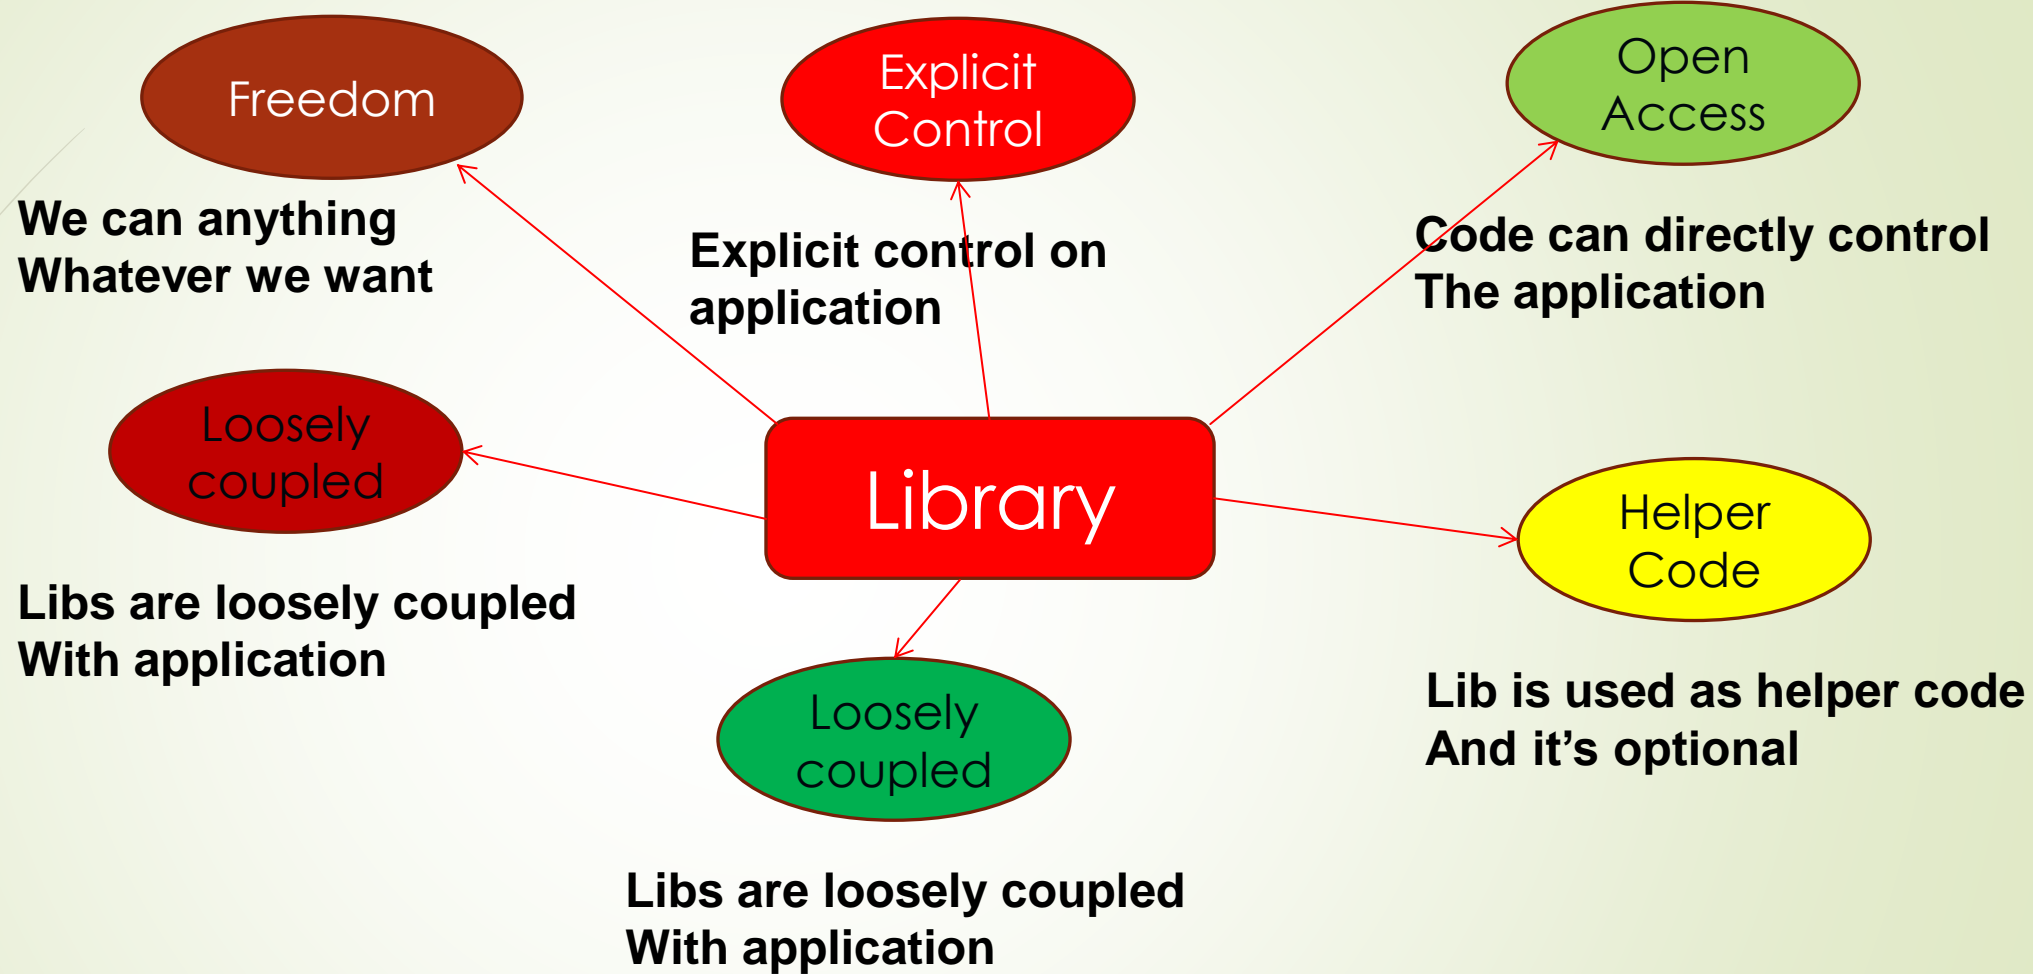 Freedom
We can anything
Whatever we want
Explicit
Control
Explicit control on
application
Open
Access
Code can directly control
The application
Loosely
coupled
Libs are loosely coupled
With application
Library
Helper
Code
Lib is used as helper code
And it’s optional
Loosely
coupled
Libs are loosely coupled
With application